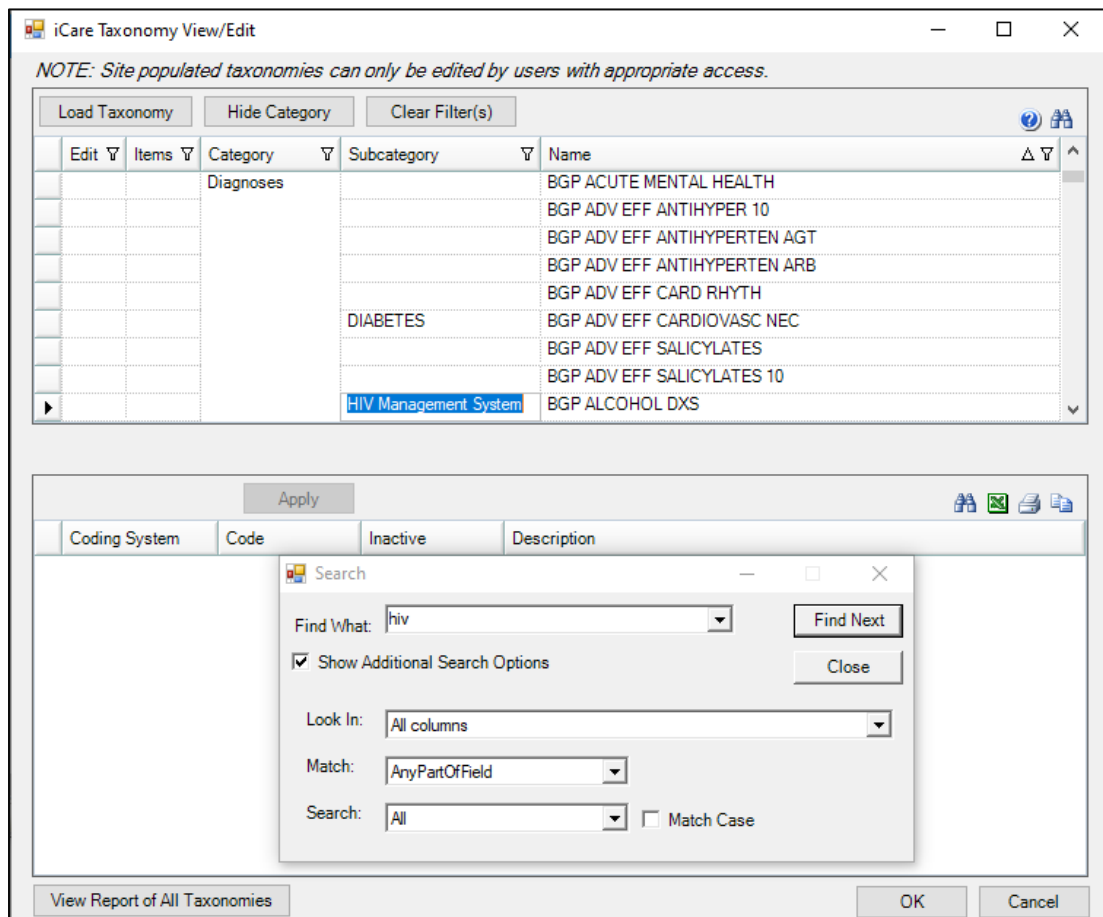 iCare Taxonomy View/Edit
NOTE: Site populated taxonomies can only be edited by users with appropriate access.
Load Taxonomy Hide Category Clear Filter(s)
Edit Items Category Subcategory Name
Diagnoses BGP ACUTE MENTAL HEALTH
BGP ADV EFF ANTIHYPER 10
BGP ADV EFF ANTIHYPERTEN AGT
BGP ADV EFF ANTIHYPERTEN ARB
BGP ADV EFF CARD RHYTH
DIABETES BGP ADV EFF CARDIOVASC NEC
BGP ADV EFF SALICYLATES
BGP ADV EFF SALICYLATES 10
HIV Management System BGP ALCOHOL DXS
Apply
Coding System Code Inactive Description
Search
Find What: hiv Find Next
Show Additional Search Options
Close
Look In: All columns
Match: AnyPartOfField
Search: All Match Case
View Report of All Taxonomies OK Cancel